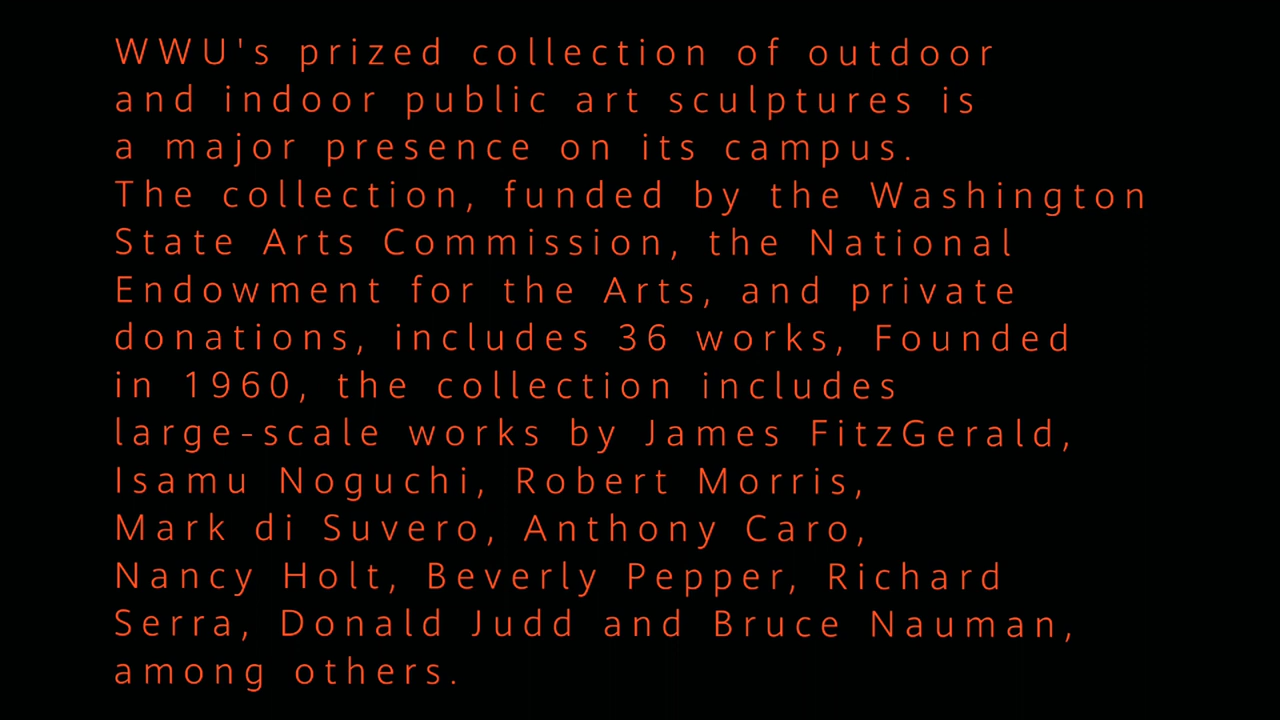 WWU's prized collection of outdoor
and indoor public art sculptures is
a major presence on its campus.
The collection, funded by the Washington
State Arts Commission, the National
Endowment for the Arts, and private
donations, includes 36 works, Founded
in 1960, the collection includes
large-scale works by James FitzGerald,
Isamu Noguchi, Robert Morris,
Mark di Suvero, Anthony Caro,
Nancy Holt, Beverly Pepper, Richard
Serra, Donald Judd and Bruce Nauman,
among others.